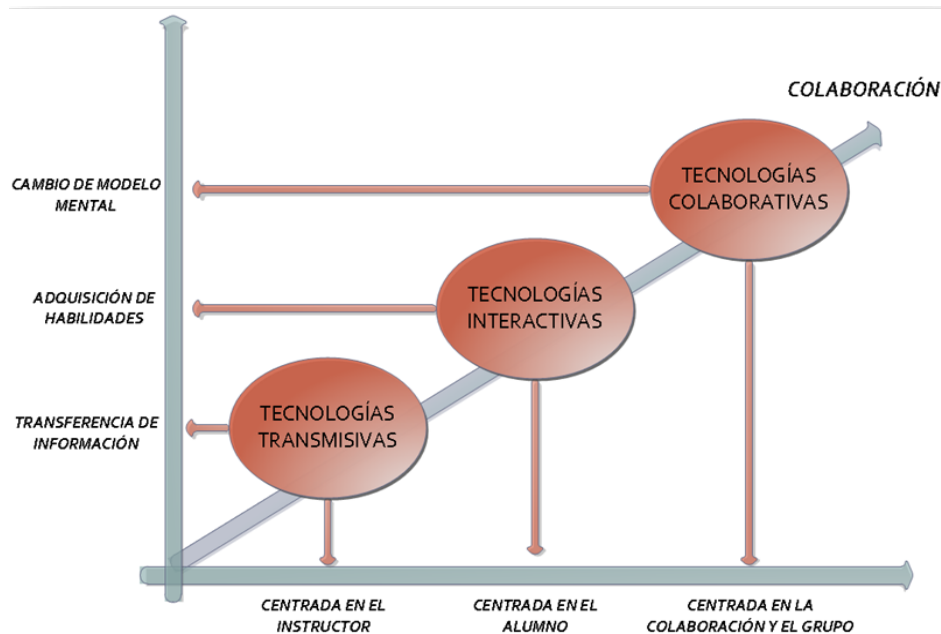 COLABORACIÓN
TECNOLOGÍAS
COLABORATIVAS
CAMBIO DE MODELO
MENTAL
TECNOLOGÍAS
INTERACTIVAS
ADQUISICIÓN DE
HABILIDADES
TECNOLOGÍAS
TRANSMISIVAS
TRANSFERENCIA DE
INFORMACIÓN
CENTRADA EN EL
INSTRUCTOR
CENTRADA EN EL
ALUMNO
CENTRADA EN LA
COLABORACIÓN Y EL GRUPO